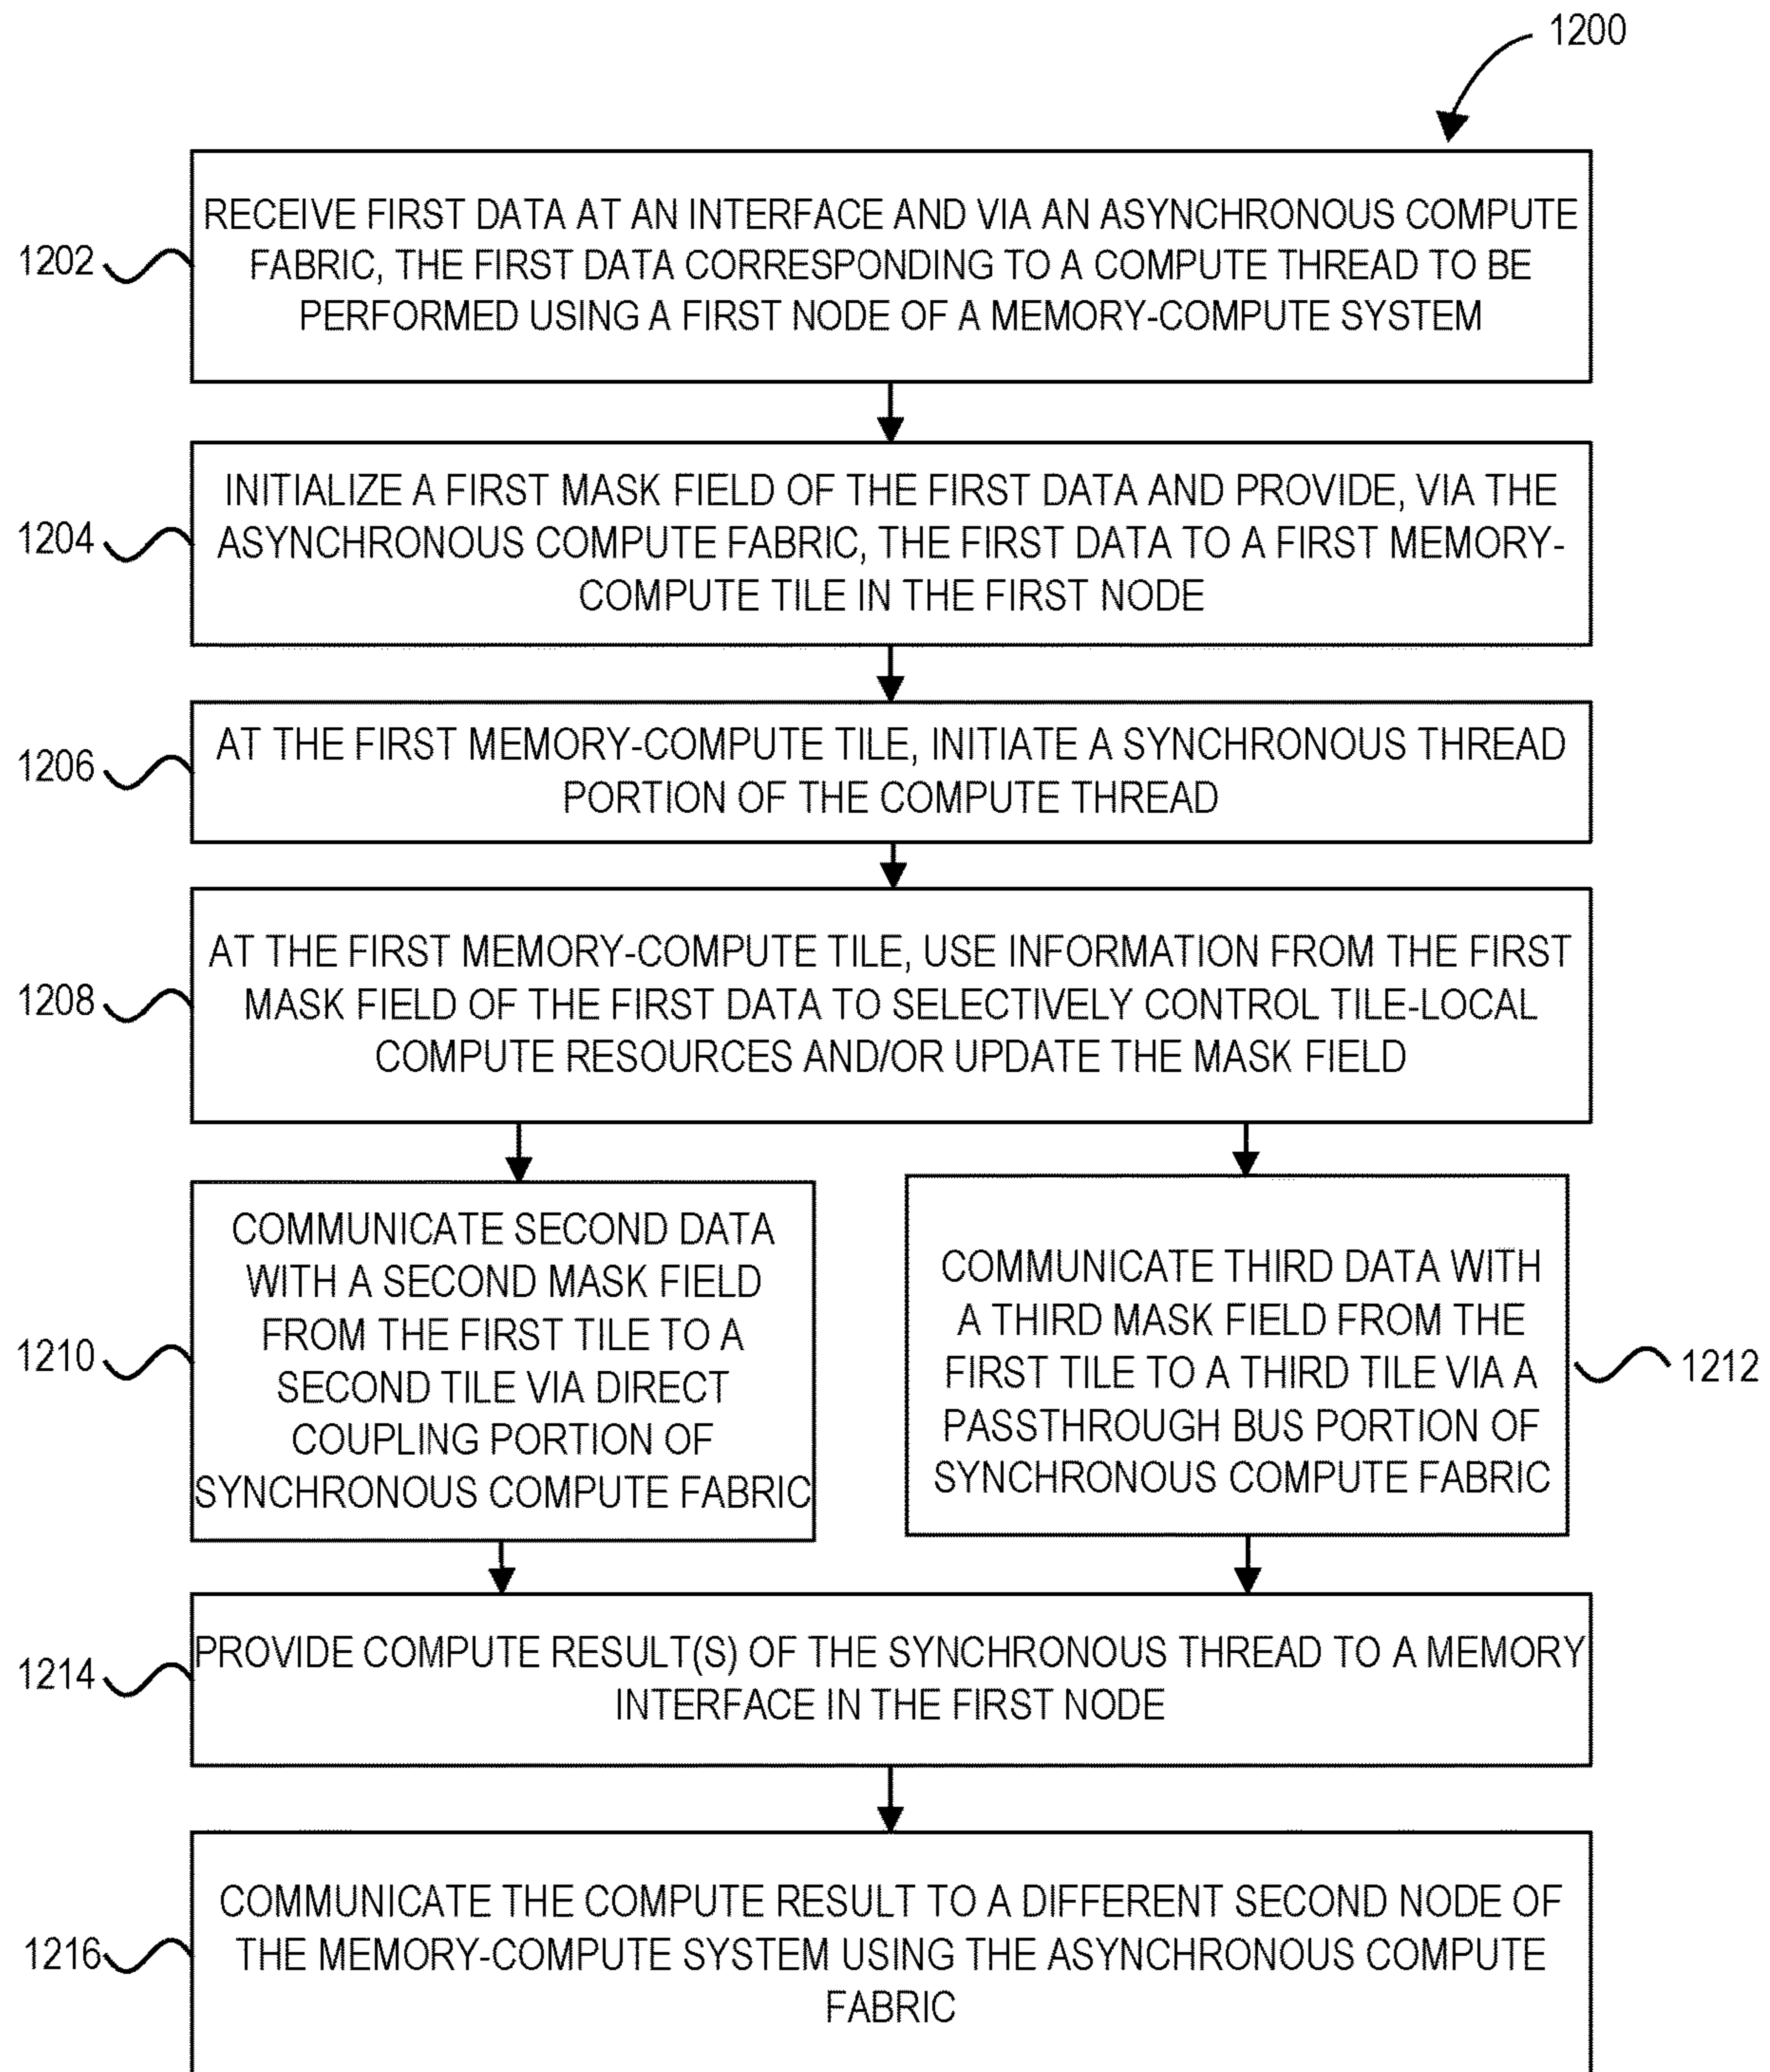 1200
1202
RECEIVE FIRST DATA AT AN INTERFACE AND VIA AN ASYNCHRONOUS COMPUTE
FABRIC, THE FIRST DATA CORRESPONDING TO A COMPUTE THREAD TO BE
PERFORMED USING A FIRST NODE OF A MEMORY-COMPUTE SYSTEM
1204
INITIALIZE A FIRST MASK FIELD OF THE FIRST DATA AND PROVIDE, VIA THE
ASYNCHRONOUS COMPUTE FABRIC, THE FIRST DATA TO A FIRST MEMORY-
COMPUTE TILE IN THE FIRST NODE
1206
AT THE FIRST MEMORY-COMPUTE TILE, INITIATE A SYNCHRONOUS THREAD
PORTION OF THE COMPUTE THREAD
1208
AT THE FIRST MEMORY-COMPUTE TILE, USE INFORMATION FROM THE FIRST
MASK FIELD OF THE FIRST DATA TO SELECTIVELY CONTROL TILE-LOCAL
COMPUTE RESOURCES AND/OR UPDATE THE MASK FIELD
1210
COMMUNICATE SECOND DATA
WITH A SECOND MASK FIELD
FROM THE FIRST TILE TO A
SECOND TILE VIA DIRECT
COUPLING PORTION OF
SYNCHRONOUS COMPUTE FABRIC
COMMUNICATE THIRD DATA WITH
A THIRD MASK FIELD FROM THE
FIRST TILE TO A THIRD TILE VIA A
PASSTHROUGH BUS PORTION OF
SYNCHRONOUS COMPUTE FABRIC
1212
1214
PROVIDE COMPUTE RESULT(S) OF THE SYNCHRONOUS THREAD TO A MEMORY
INTERFACE IN THE FIRST NODE
1216
COMMUNICATE THE COMPUTE RESULT TO A DIFFERENT SECOND NODE OF
THE MEMORY-COMPUTE SYSTEM USING THE ASYNCHRONOUS COMPUTE
FABRIC